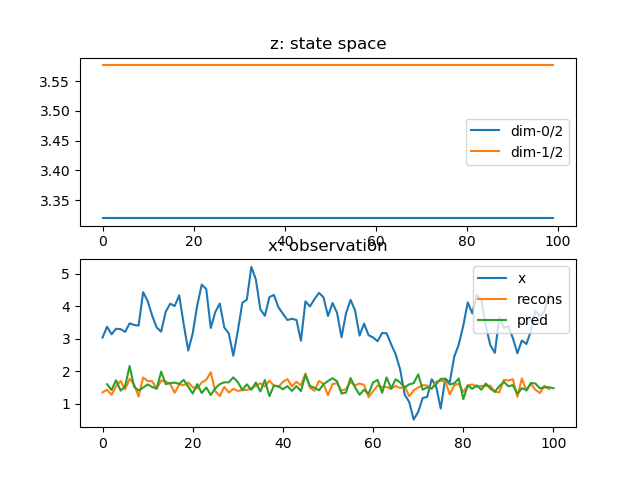 z: state space
3.55
3.50
3.45
3.40
3.35
dim-0/2
dim-1/2
0 20 40 60 80 100
x: observation
5
4
3
2
1
x
recons
pred
0 20 40 60 80 100